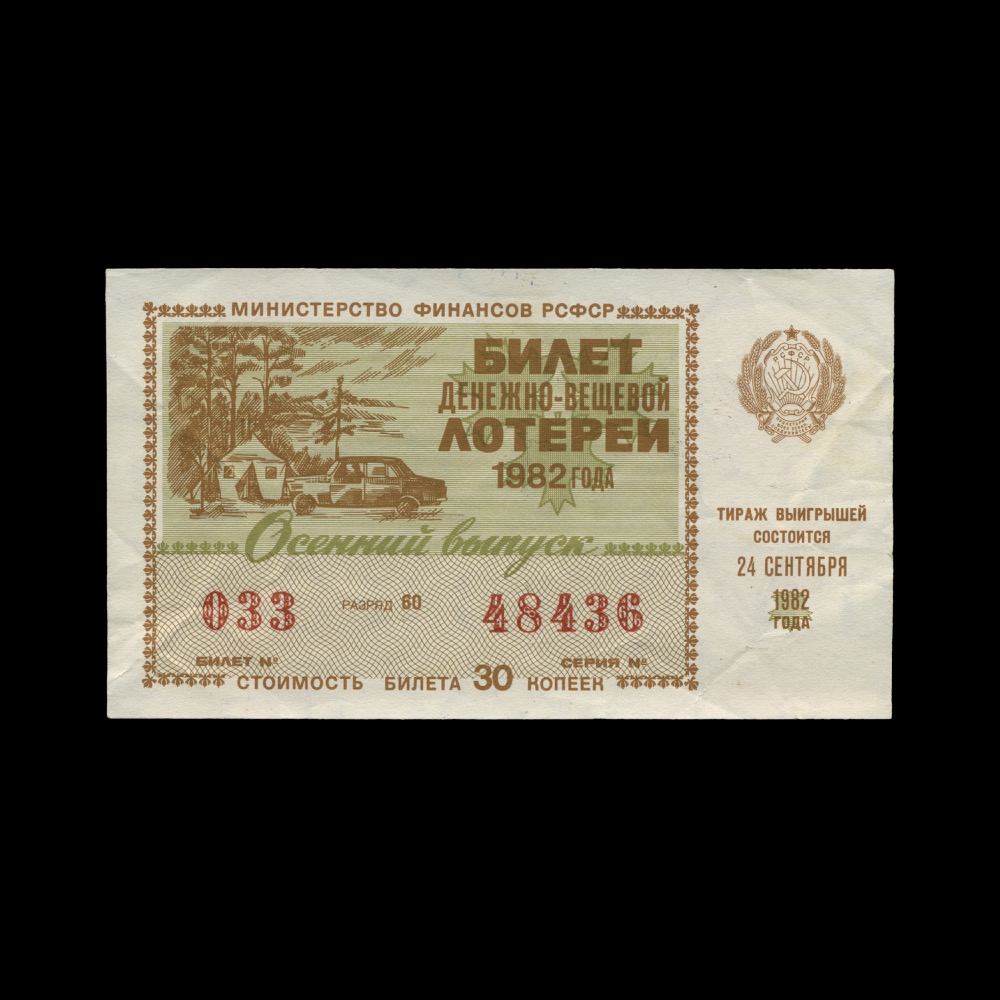 МИНИСТЕРСТВО ФИНАНСОВ РСФСР
БИЛЕТ
ДЕНЕЖНО-ВЕЩЕВОЙ
ЛОТЕРЕИ
1982 ГОДА
Осенний выпуск
033
РАЗРЯД 60
48436
БИЛЕТ №
СЕРИЯ №
СТОИМОСТЬ БИЛЕТА 30 КОПЕЕК
РСФСР
ТИРАЖ ВЫИГРЫШЕЙ
СОСТОИТСЯ
24 СЕНТЯБРЯ
1982
ГОДА